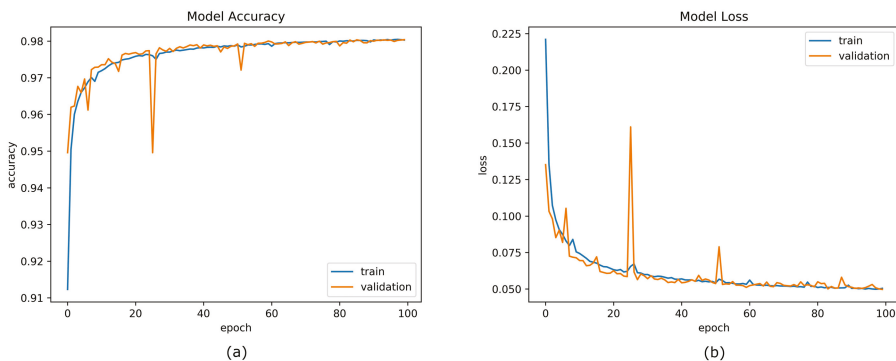 Model Accuracy
0.98
0.97
0.96
0.95
0.94
0.93
0.92
0.91
accuracy
0 20 40 60 80 100
epoch
train
validation
(a)
Model Loss
0.225
0.200
0.175
0.150
0.125
0.100
0.075
0.050
loss
0 20 40 60 80 100
epoch
train
validation
(b)